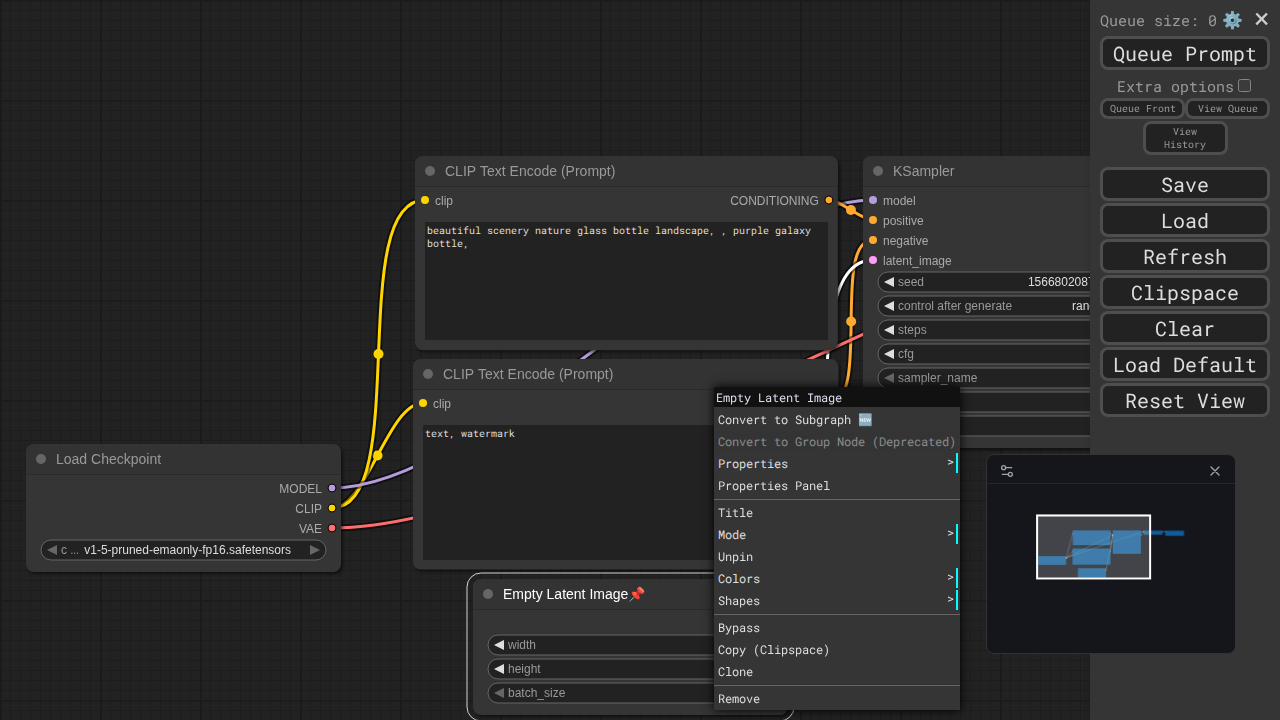 Queue size: 0
Queue Prompt
Extra options
Queue Front
View Queue
View
History
Save
Load
Refresh
Clipspace
Clear
Load Default
Reset View
CLIP Text Encode (Prompt)
clip
CONDITIONING
beautiful scenery nature glass bottle landscape, , purple galaxy
bottle,
KSampler
model
positive
negative
latent_image
seed
control after generate
steps
cfg
sampler_name
CLIP Text Encode (Prompt)
clip
text, watermark
Load Checkpoint
MODEL
CLIP
VAE
c ... v1-5-pruned-emaonly-fp16.safetensors
Empty Latent Image
width
height
batch_size
Empty Latent Image
Convert to Subgraph 🆕
Convert to Group Node (Deprecated)
Properties >
Properties Panel
Title
Mode >
Unpin
Colors >
Shapes >
Bypass
Copy (Clipspace)
Clone
Remove